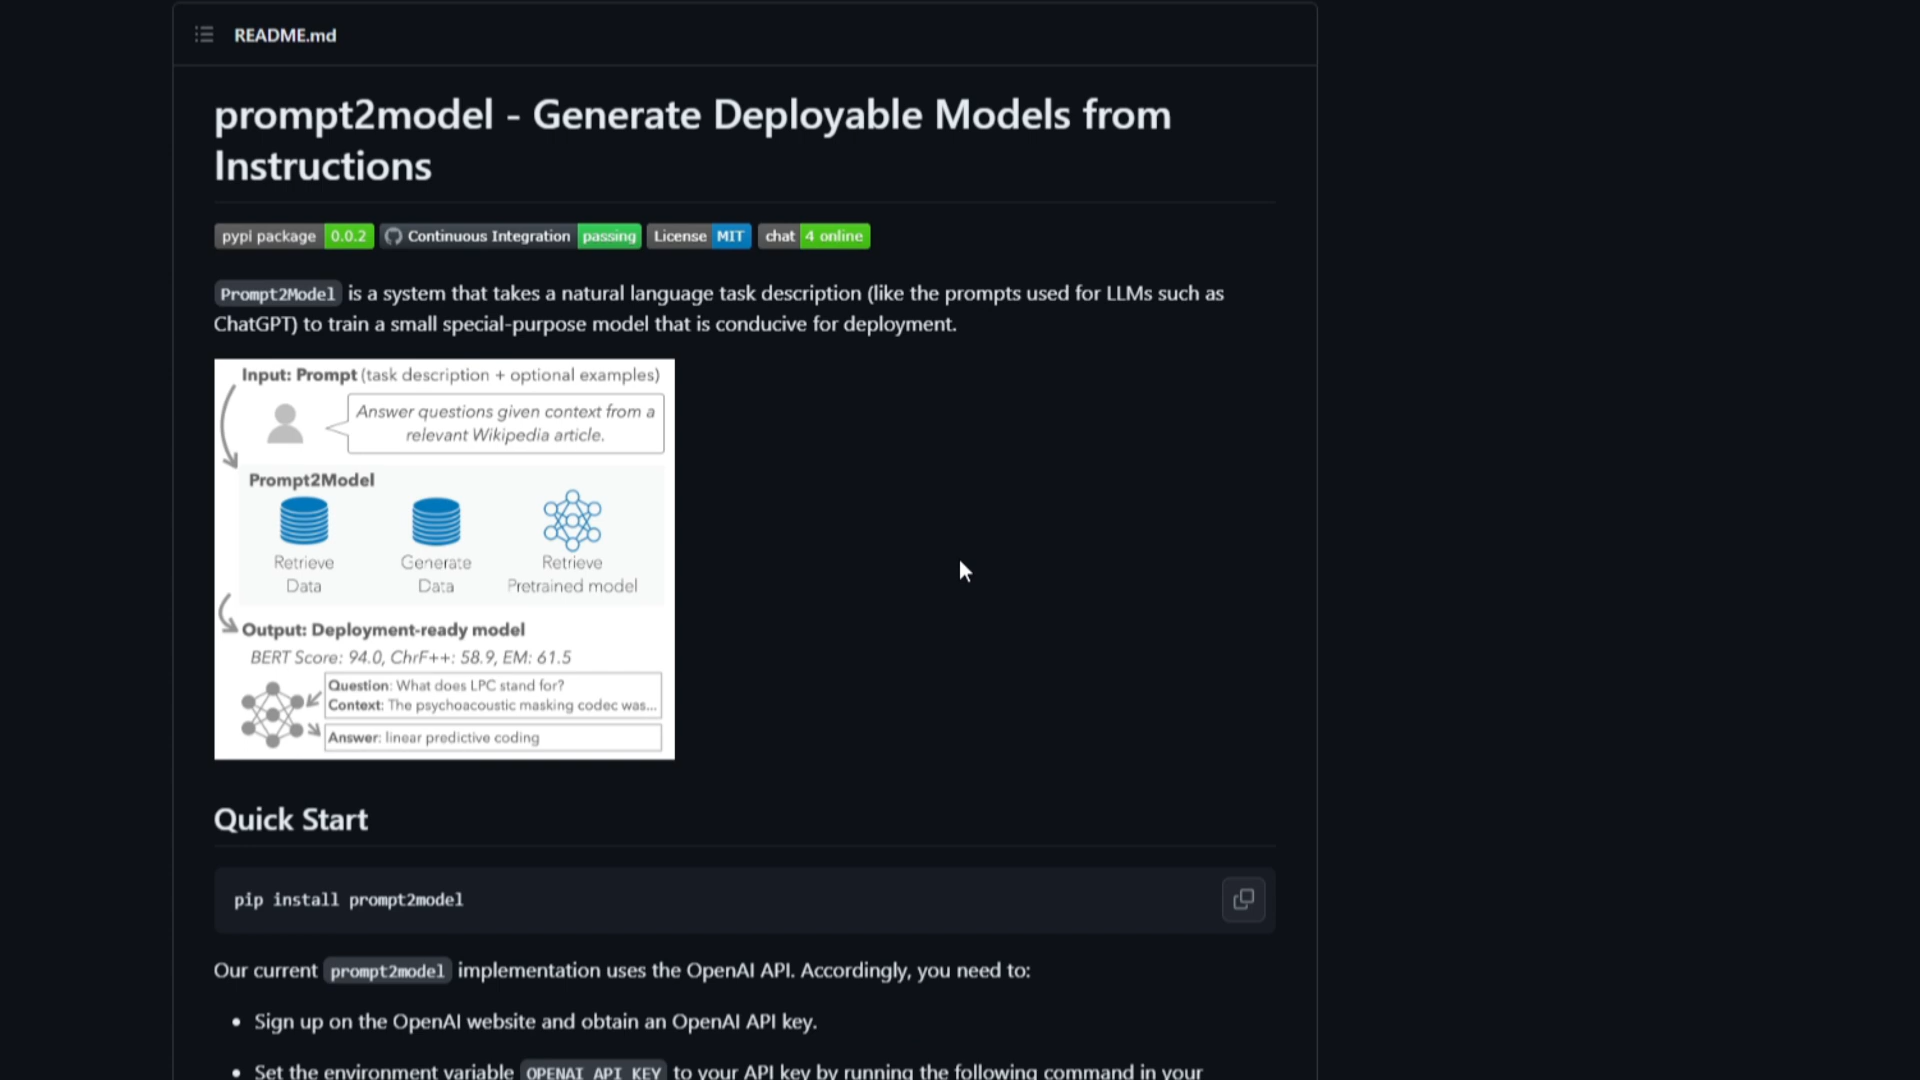 README.md
prompt2model - Generate Deployable Models from
Instructions
pypi package 0.0.2 Continuous Integration passing License MIT chat 4 online
Prompt2Model is a system that takes a natural language task description (like the prompts used for LLMs such as
ChatGPT) to train a small special-purpose model that is conducive for deployment.
Input: Prompt (task description + optional examples)
Answer questions given context from a
relevant Wikipedia article.
Prompt2Model
Retrieve Generate Retrieve
Data Data Pretrained model
Output: Deployment-ready model
BERT Score: 94.0, ChrF++: 58.9, EM: 61.5
Question: What does LPC stand for?
Context: The psychoacoustic masking codec was...
Answer: linear predictive coding
Quick Start
pip install prompt2model
Our current prompt2model implementation uses the OpenAI API. Accordingly, you need to:
• Sign up on the OpenAI website and obtain an OpenAI API key.
• Set the environment variable OPENAI_API_KEY to your API key by running the following command in your